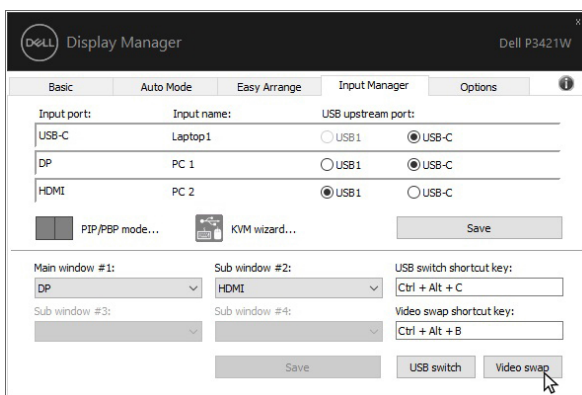 DELL Display Manager Dell P3421W
Basic Auto Mode Easy Arrange Input Manager Options
Input port: Input name: USB upstream port:
USB-C Laptop1 USB1 USB-C
DP PC 1 USB1 USB-C
HDMI PC 2 USB1 USB-C
PIP/PBP mode... KVM wizard... Save
Main window #1: Sub window #2: USB switch shortcut key:
DP HDMI Ctrl + Alt + C
Sub window #3: Sub window #4: Video swap shortcut key:
Ctrl + Alt + B
Save USB switch Video swap